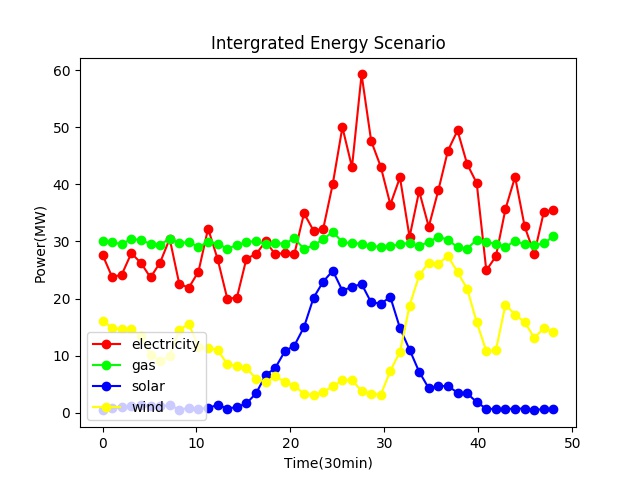 Intergrated Energy Scenario
Power(MW)
60
50
40
30
20
10
0
electricity
gas
solar
wind
0 10 20 30 40 50
Time(30min)